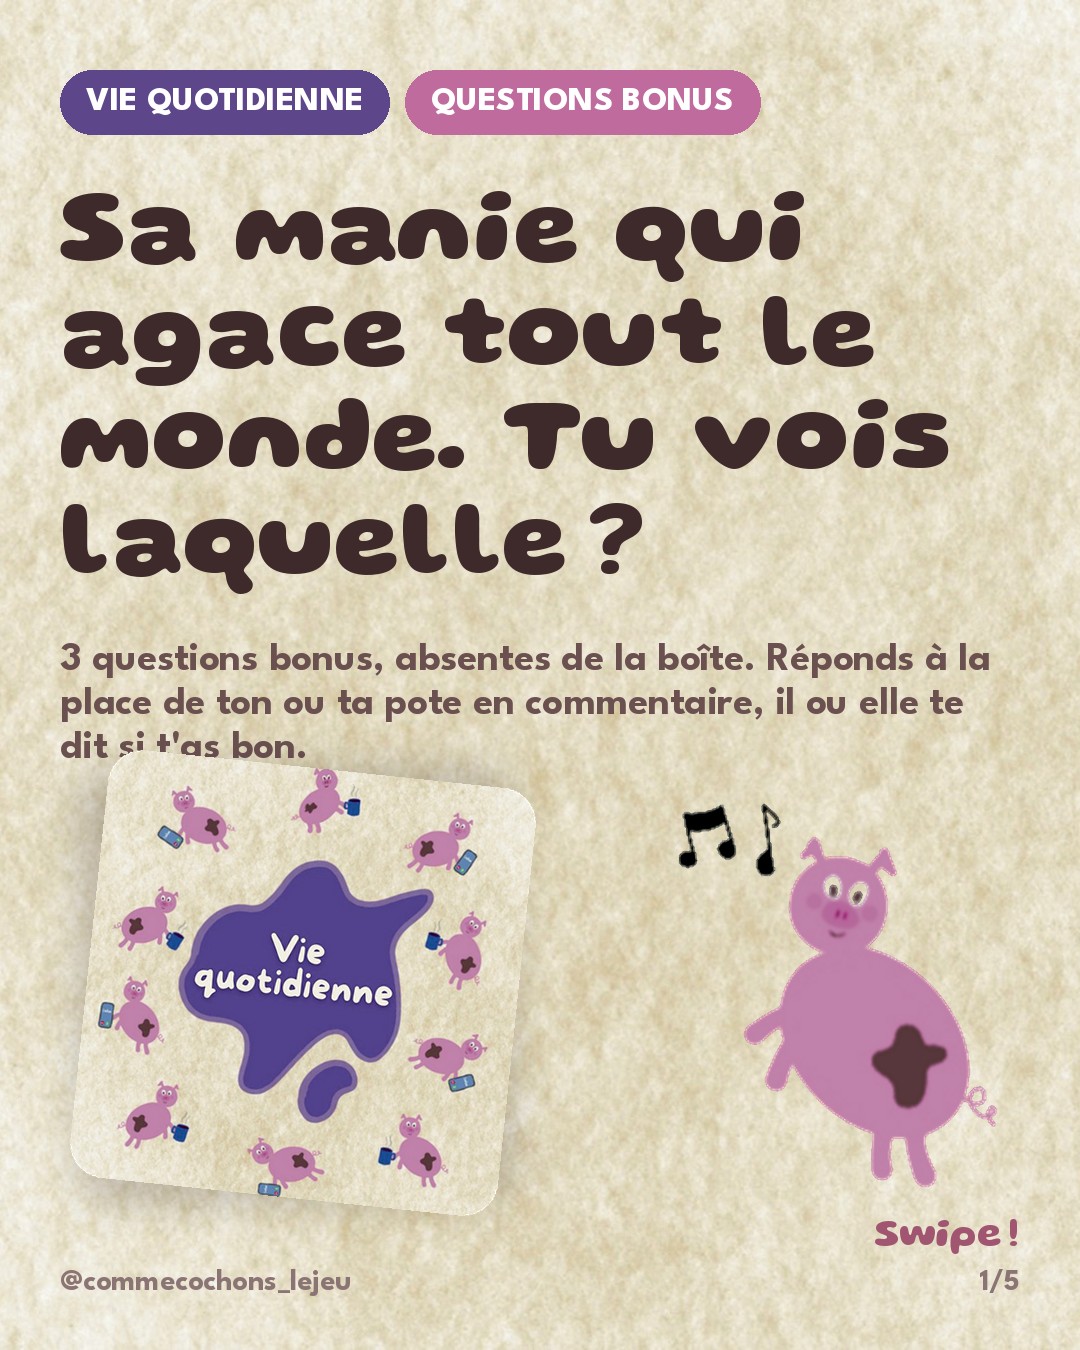 VIE QUOTIDIENNE QUESTIONS BONUS
Sa manie qui
agace tout le
monde. Tu vois
laquelle ?
3 questions bonus, absentes de la boîte. Réponds à la
place de ton ou ta pote en commentaire, il ou elle te
dit si t'as bon.
Vie
quotidienne
Swipe !
@commecochons_lejeu 1/5